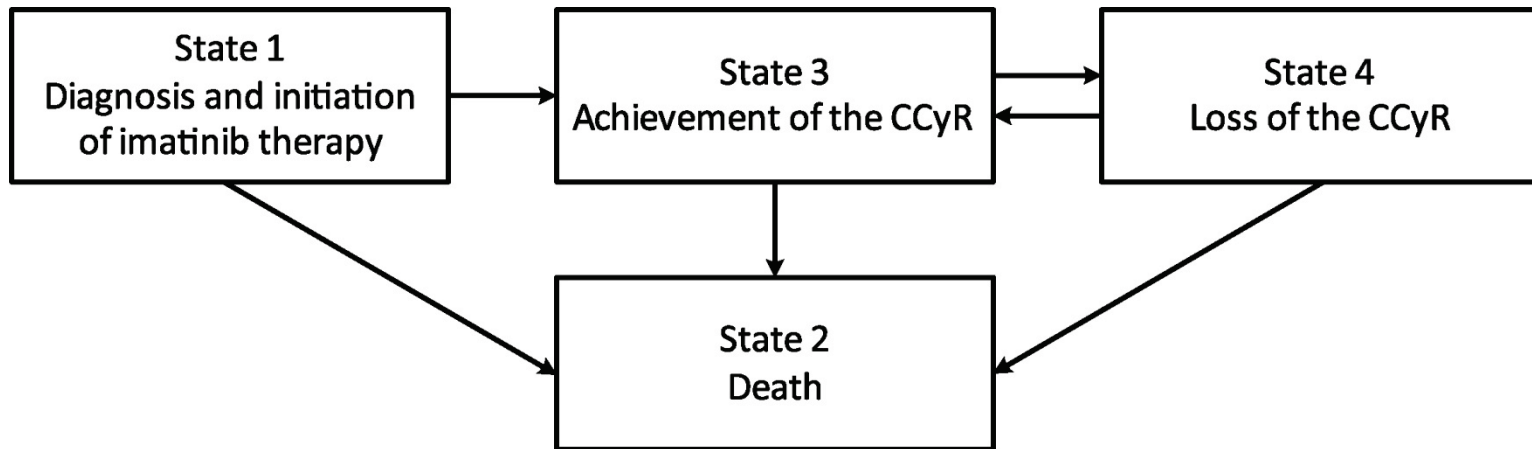 State 1
Diagnosis and initiation
of imatinib therapy
State 3
Achievement of the CCyR
State 4
Loss of the CCyR
State 2
Death